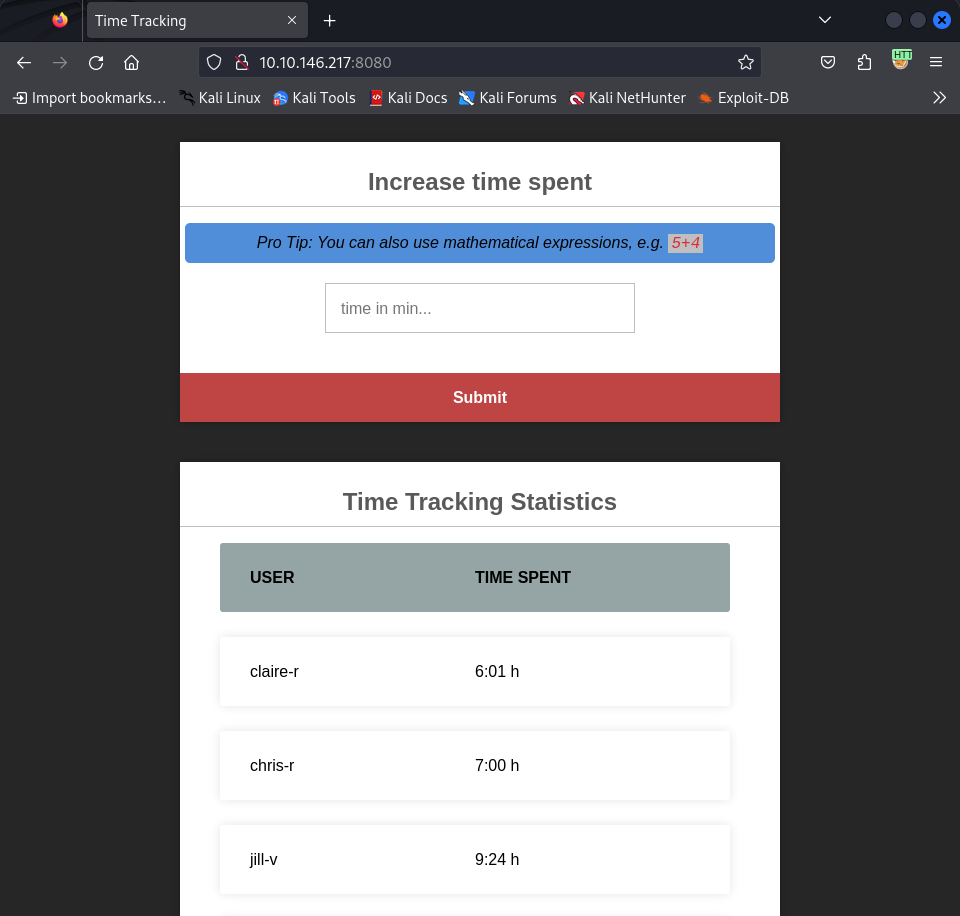 Time Tracking
10.10.146.217:8080
Import bookmarks… Kali Linux Kali Tools Kali Docs Kali Forums Kali NetHunter Exploit-DB
HTT
Increase time spent
Pro Tip: You can also use mathematical expressions, e.g. 5+4
time in min...
Submit
Time Tracking Statistics
USER TIME SPENT
claire-r 6:01 h
chris-r 7:00 h
jill-v 9:24 h